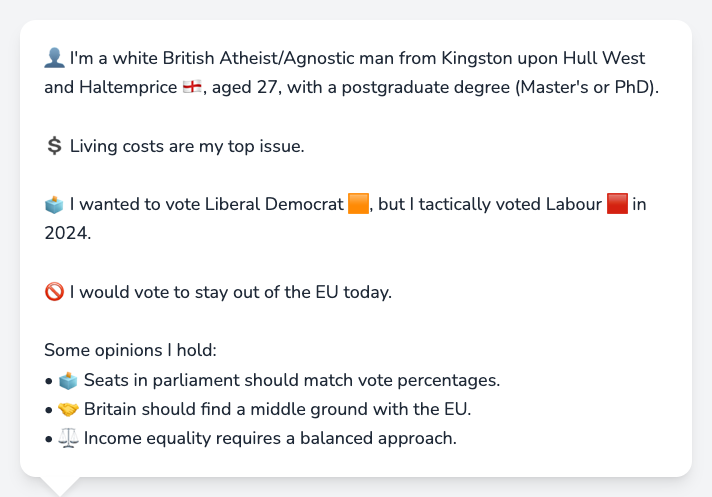 👤 I'm a white British Atheist/Agnostic man from Kingston upon Hull West
and Haltemprice 🏴󠁧󠁢󠁥󠁮󠁧󠁿, aged 27, with a postgraduate degree (Master's or PhD).
💲 Living costs are my top issue.
🗳️ I wanted to vote Liberal Democrat 🟧, but I tactically voted Labour 🟥 in
2024.
🚫 I would vote to stay out of the EU today.
Some opinions I hold:
• 🗳️ Seats in parliament should match vote percentages.
• 🤝 Britain should find a middle ground with the EU.
• ⚖️ Income equality requires a balanced approach.